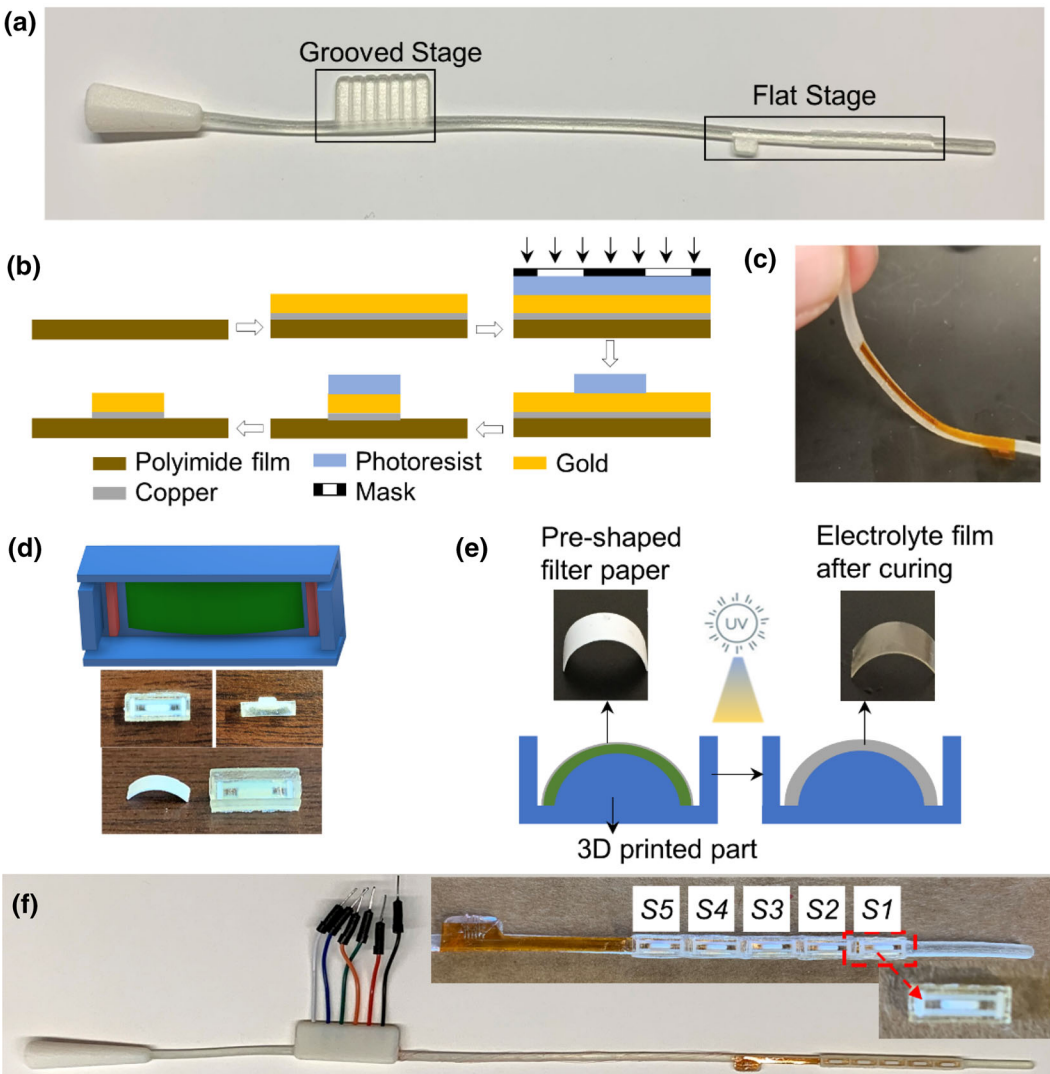 (a)
Grooved Stage
Flat Stage
(b)
Polyimide film
Photoresist
Gold
Copper
Mask
(c)
(d)
(e)
Pre-shaped
filter paper
Electrolyte film
after curing
UV
3D printed part
(f)
S5 S4 S3 S2 S1